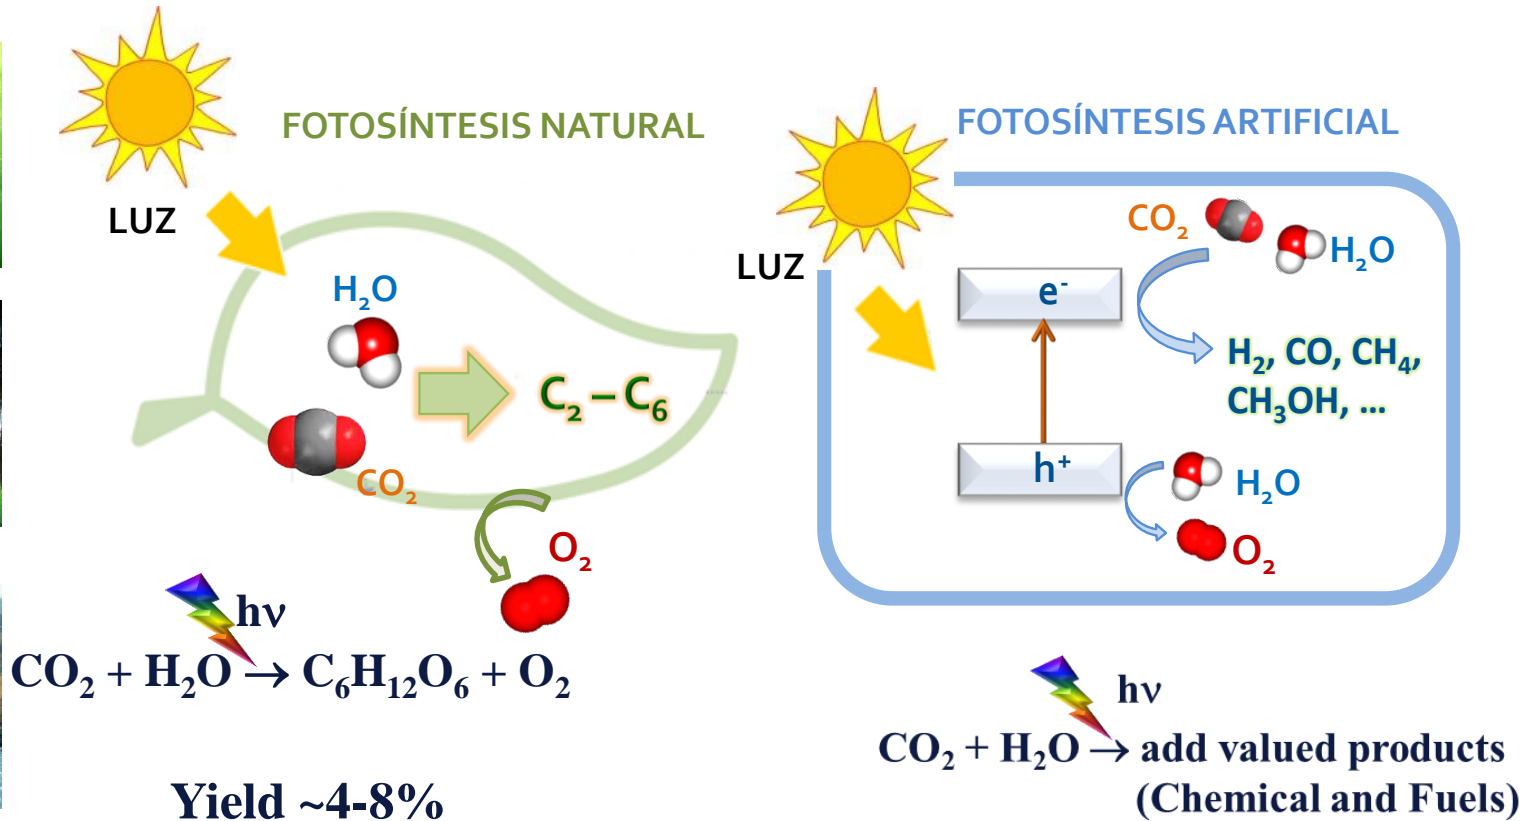 FOTOSÍNTESIS NATURAL
LUZ
H₂O
C₂ – C₆
CO₂
O₂
hν
CO₂ + H₂O → C₆H₁₂O₆ + O₂
Yield ~4-8%
FOTOSÍNTESIS ARTIFICIAL
LUZ
CO₂
H₂O
e⁻
H₂, CO, CH₄,
CH₃OH, ...
h⁺
H₂O
O₂
hν
CO₂ + H₂O → add valued products
(Chemical and Fuels)